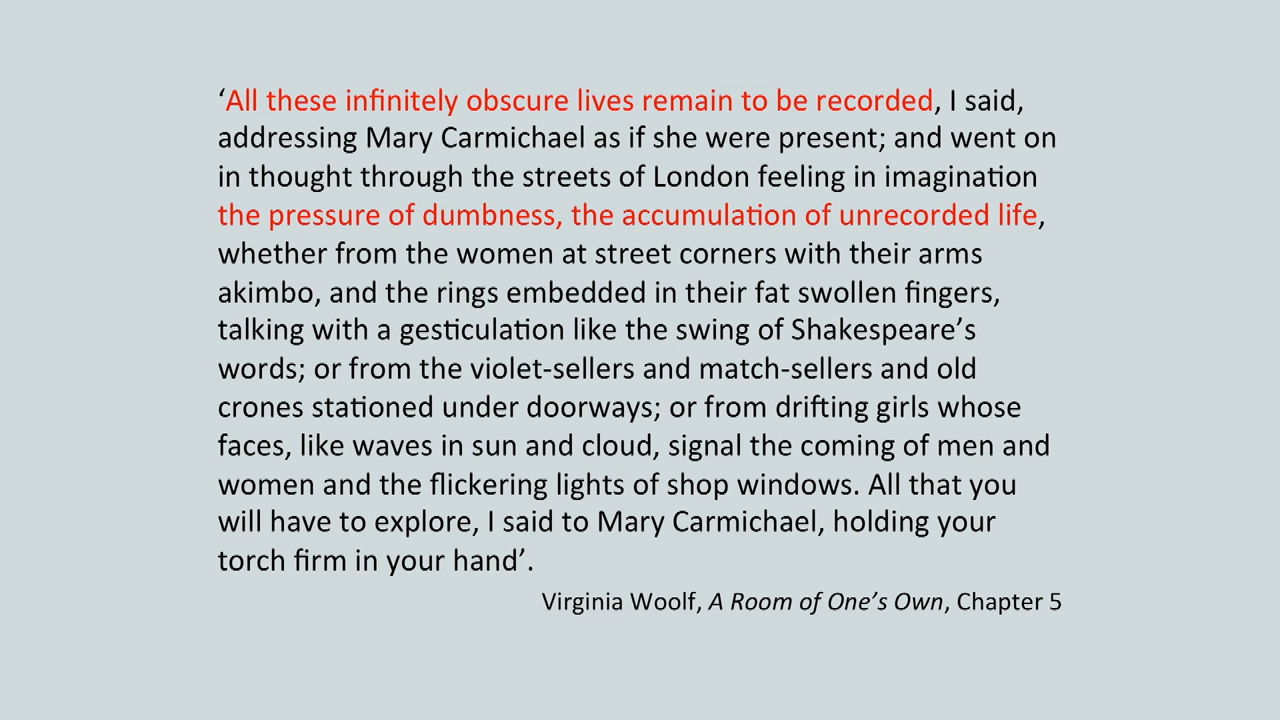 ‘All these infinitely obscure lives remain to be recorded, I said,
addressing Mary Carmichael as if she were present; and went on
in thought through the streets of London feeling in imagination
the pressure of dumbness, the accumulation of unrecorded life,
whether from the women at street corners with their arms
akimbo, and the rings embedded in their fat swollen fingers,
talking with a gesticulation like the swing of Shakespeare’s
words; or from the violet-sellers and match-sellers and old
crones stationed under doorways; or from drifting girls whose
faces, like waves in sun and cloud, signal the coming of men and
women and the flickering lights of shop windows. All that you
will have to explore, I said to Mary Carmichael, holding your
torch firm in your hand’.
Virginia Woolf, A Room of One’s Own, Chapter 5